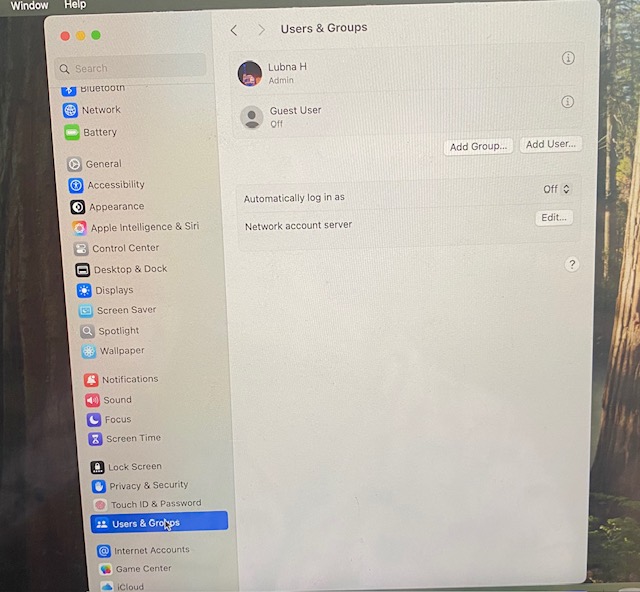 Window Help
Users & Groups
Search
Bluetooth
Network
Battery
General
Accessibility
Appearance
Apple Intelligence & Siri
Control Center
Desktop & Dock
Displays
Screen Saver
Spotlight
Wallpaper
Notifications
Sound
Focus
Screen Time
Lock Screen
Privacy & Security
Touch ID & Password
Users & Groups
Internet Accounts
Game Center
iCloud
Lubna H
Admin
Guest User
Off
Add Group... Add User...
Automatically log in as Off
Network account server Edit...
?